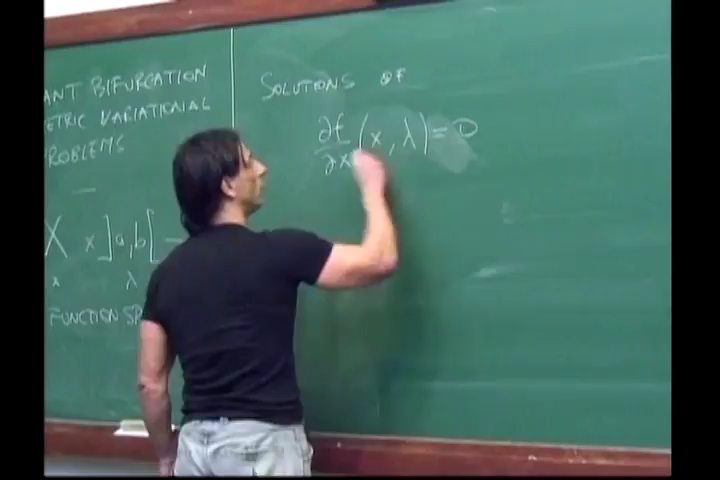 ANT BIFURCATION
ETRIC VARIATIONAL
ROBLEMS
X x ]a,b[ —
x λ
FUNCTION SP
SOLUTIONS OF
∂f/∂x (x, λ) = 0